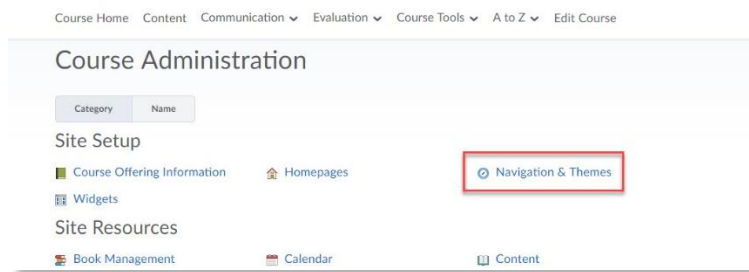 Course Home Content Communication Evaluation Course Tools A to Z Edit Course
Course Administration
Category Name
Site Setup
Course Offering Information Homepages Navigation & Themes
Widgets
Site Resources
Book Management Calendar Content